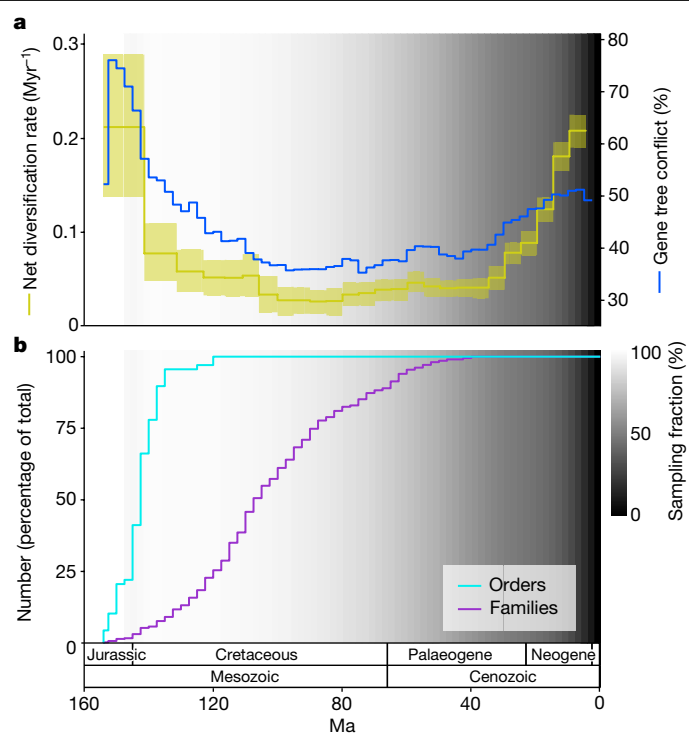 a
Net diversification rate (Myr⁻¹)
0.3
0.2
0.1
0
80
70
60
50
40
30
Gene tree conflict (%)
b
Number (percentage of total)
100
75
50
25
0
Orders
Families
100
50
0
Sampling fraction (%)
Jurassic Cretaceous Palaeogene Neogene
Mesozoic Cenozoic
160 120 80 40 0
Ma